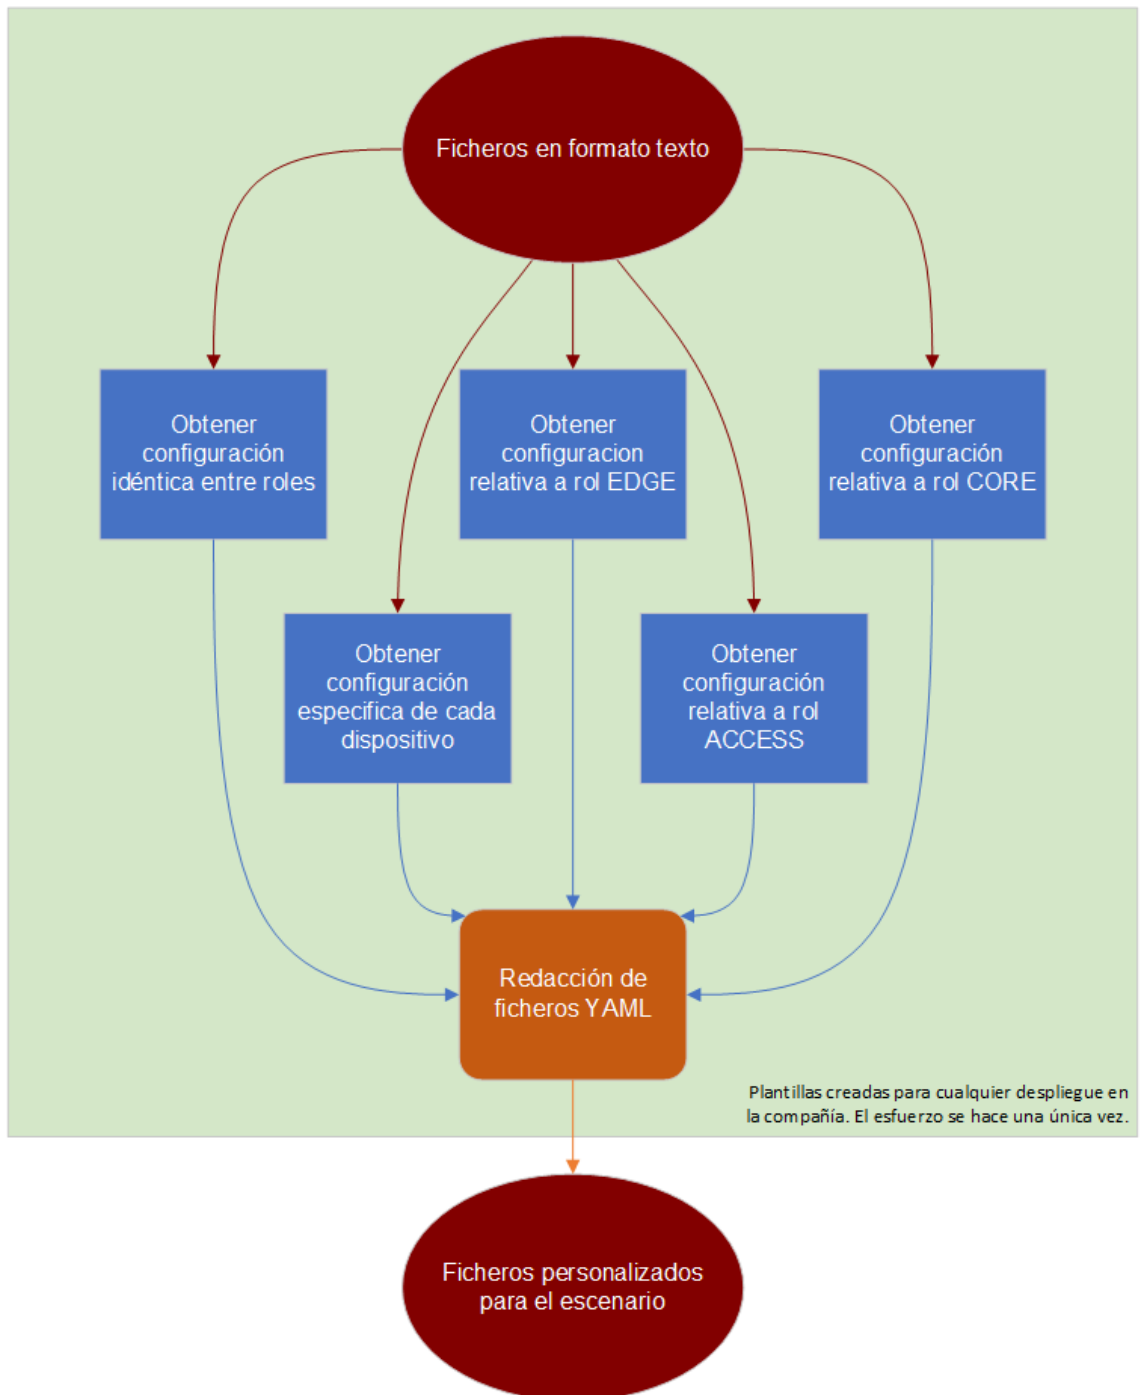 Ficheros en formato texto
Obtener
configuración
idéntica entre roles
Obtener
configuracion
relativa a rol EDGE
Obtener
configuración
relativa a rol CORE
Obtener
configuración
especifica de cada
dispositivo
Obtener
configuración
relativa a rol
ACCESS
Redacción de
ficheros YAML
Plantillas creadas para cualquier despliegue en
la compañía. El esfuerzo se hace una única vez.
Ficheros personalizados
para el escenario